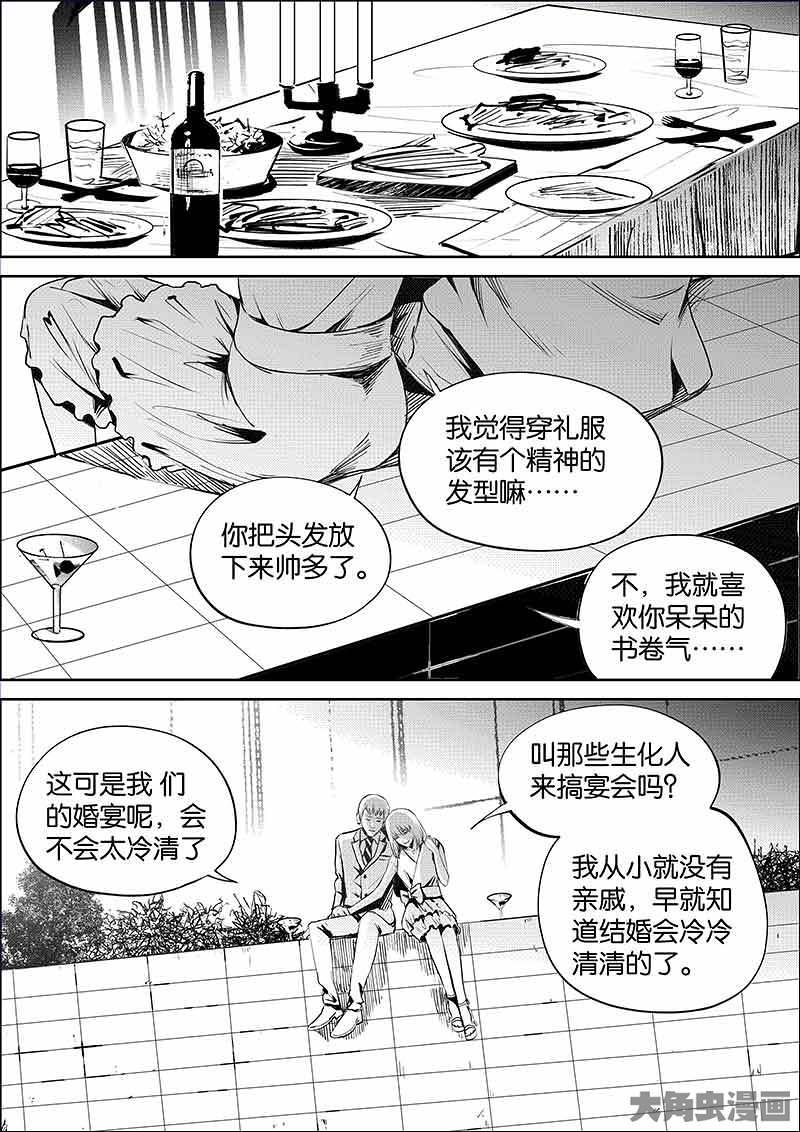 我觉得穿礼服
该有个精神的
发型嘛……
你把头发放
下来帅多了。
不，我就喜
欢你呆呆的
书卷气……
这可是我们
的婚宴呢，会
不会太冷清了
叫那些生化人
来搞宴会吗？
我从小就没有
亲戚，早就知
道结婚会冷冷
清清的了。
大角虫漫画